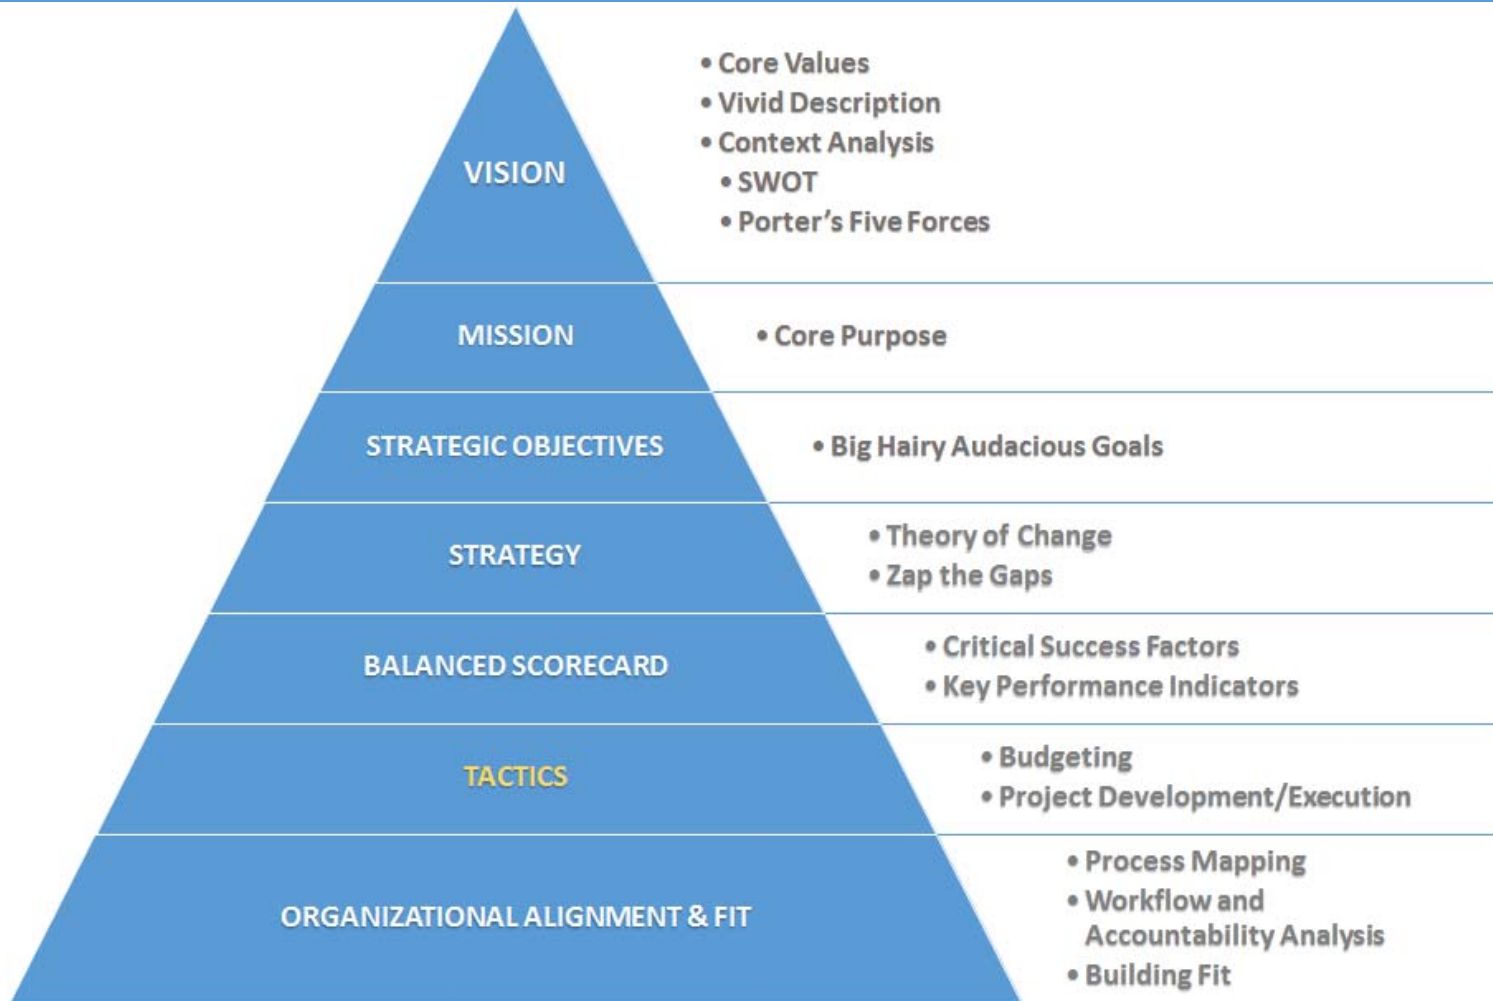 VISION
• Core Values
• Vivid Description
• Context Analysis
• SWOT
• Porter’s Five Forces
MISSION
• Core Purpose
STRATEGIC OBJECTIVES
• Big Hairy Audacious Goals
STRATEGY
• Theory of Change
• Zap the Gaps
BALANCED SCORECARD
• Critical Success Factors
• Key Performance Indicators
TACTICS
• Budgeting
• Project Development/Execution
ORGANIZATIONAL ALIGNMENT & FIT
• Process Mapping
• Workflow and
Accountability Analysis
• Building Fit